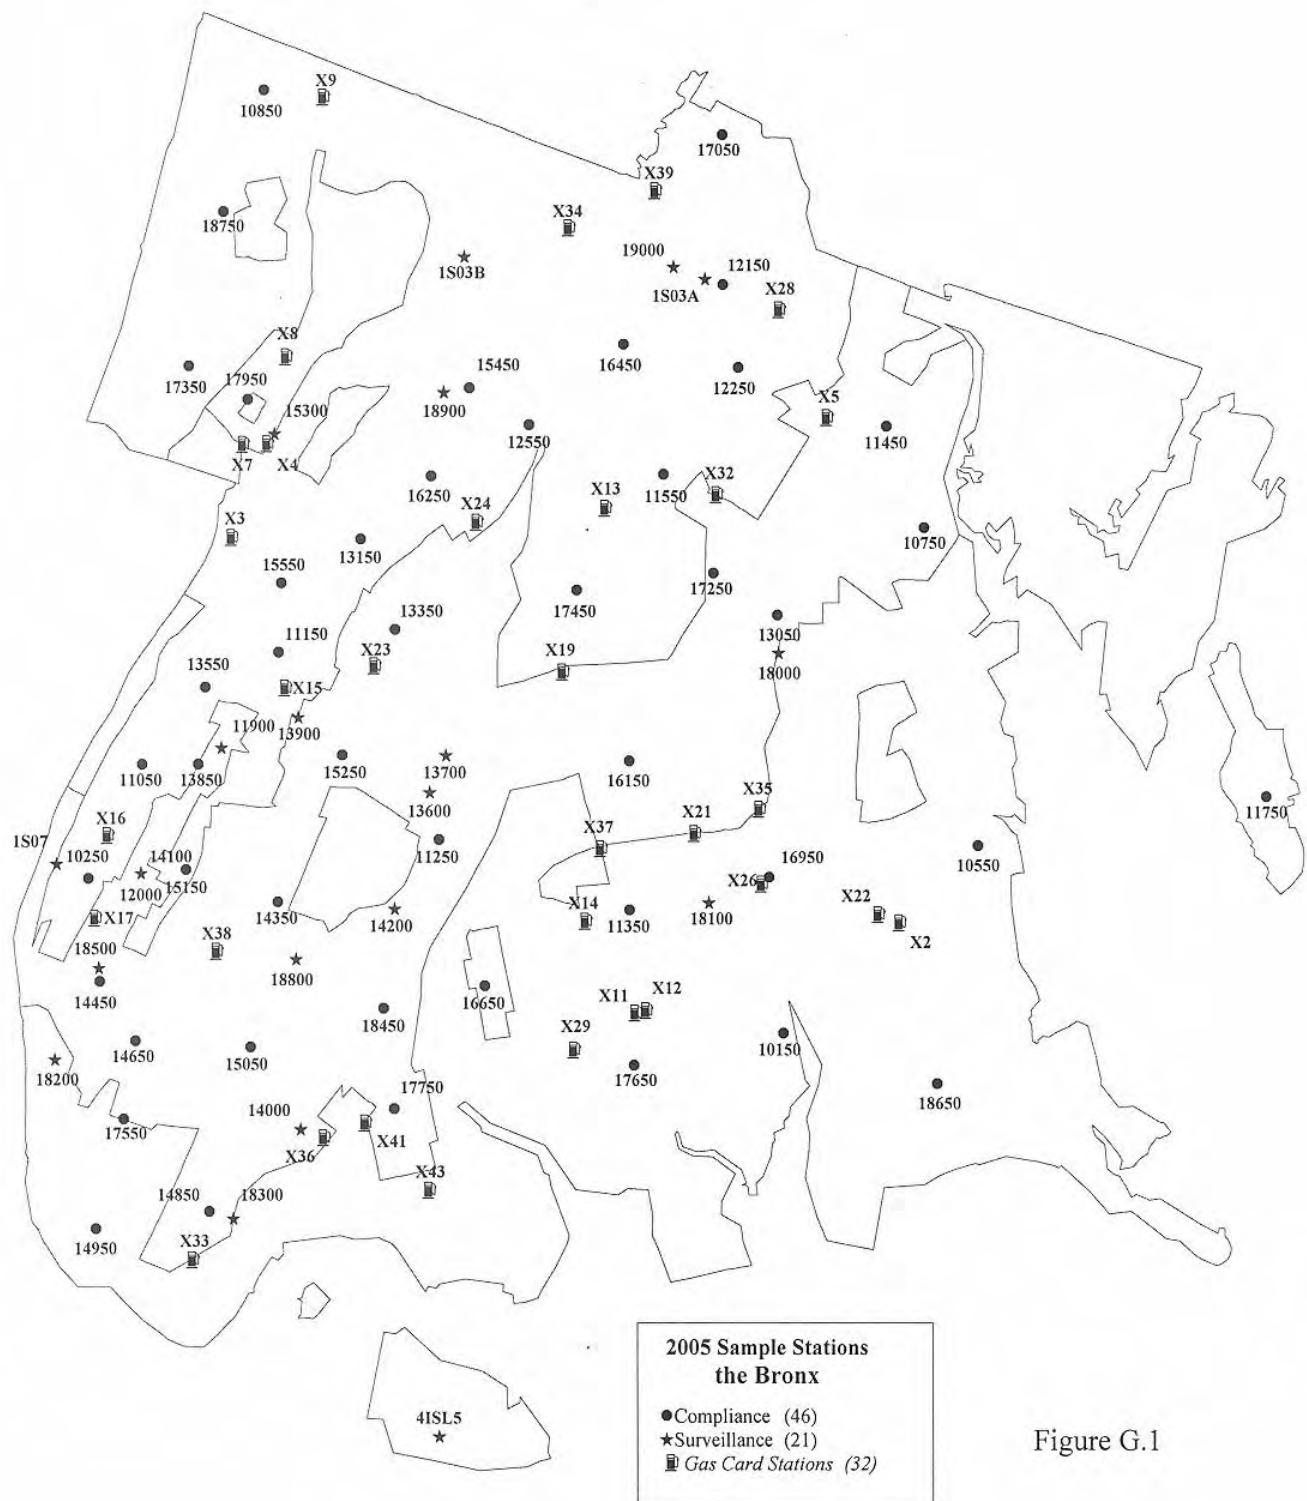 X9
10850
17050
X39
18750
X34
19000
12150
1S03B
1S03A
X28
X8
16450
15450
17350
17950
12250
18900
15300
X5
12550
11450
X7
X4
16250
X32
X24
X13
11550
X3
13150
10750
15550
17250
17450
13350
11150
13050
X23
X19
18000
13550
X15
11900
13900
11050
13850
15250
13700
16150
13600
X35
11750
X16
X21
X37
1S07
10250
14100
11250
16950
10550
12000
15150
X26
X22
14350
14200
X14
11350
18100
X17
X2
X38
18500
18800
14450
16650
X11
X12
18450
X29
14650
15050
10150
18200
17650
17750
18650
17550
14000
X41
X36
X43
14850
18300
14950
X33
2005 Sample Stations
the Bronx
Compliance (46)
Surveillance (21)
Gas Card Stations (32)
4ISL5
Figure G.1